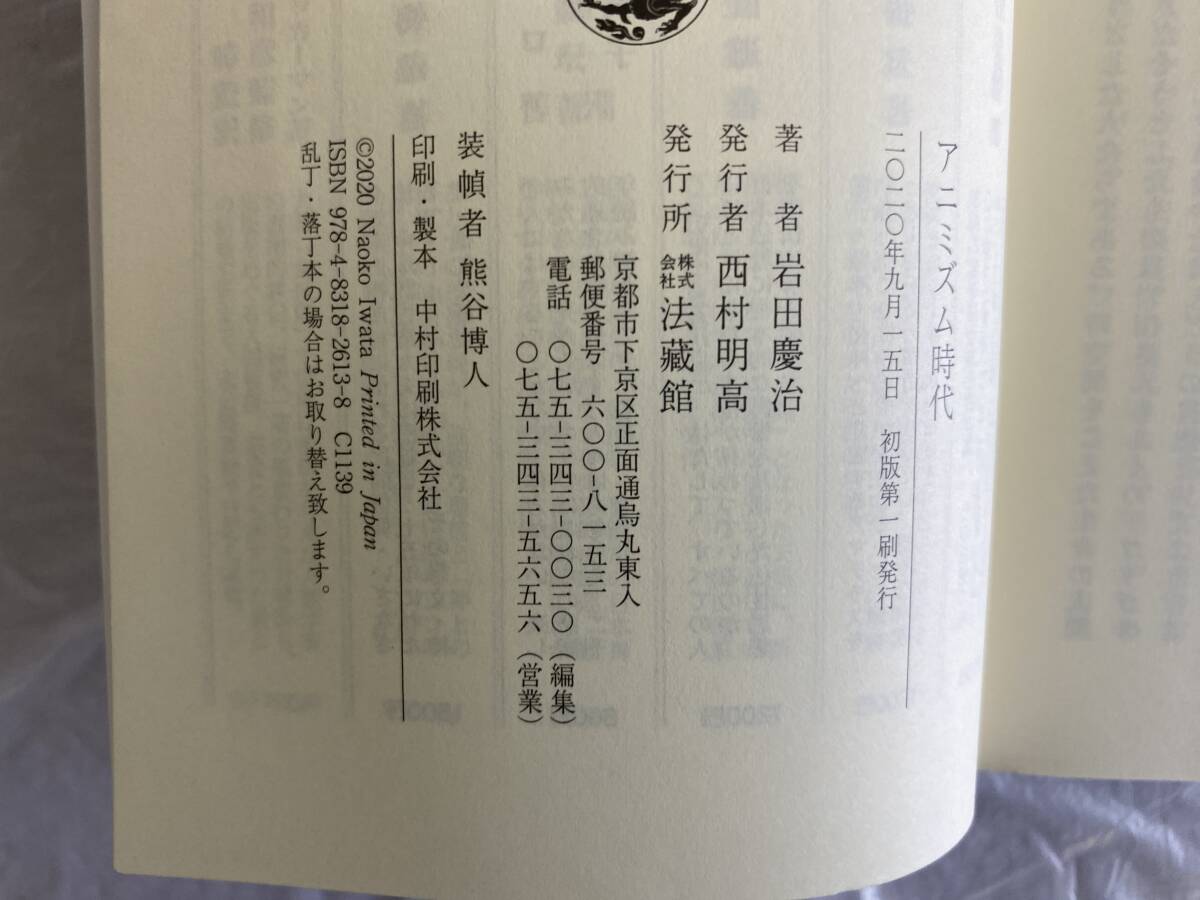 アニミズム時代
二〇二〇年九月一五日 初版第一刷発行
著者 岩田慶治
発行者 西村明高
発行所 株式会社 法藏館
京都市下京区正面通烏丸東入
郵便番号 六〇〇-八一五三
電話 〇七五-三四三-〇〇三〇(編集)
〇七五-三四三-五六五六(営業)
装幀者 熊谷博人
印刷・製本 中村印刷株式会社
©2020 Naoko Iwata Printed in Japan
ISBN 978-4-8318-2613-8 C1139
乱丁・落丁本の場合はお取り替え致します。